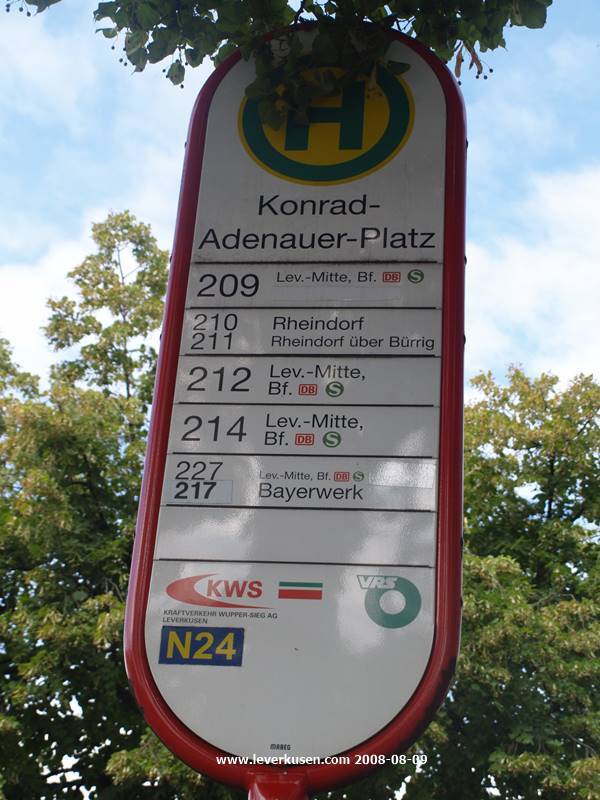 H
Konrad-
Adenauer-Platz
209 Lev.-Mitte, Bf. DB S
210 Rheindorf
211 Rheindorf über Bürrig
212 Lev.-Mitte,
Bf. DB S
214 Lev.-Mitte,
Bf. DB S
227 Lev.-Mitte, Bf. DB S
217 Bayerwerk
KWS VRS
KRAFTVERKEHR WUPPER-SIEG AG
LEVERKUSEN
N24
MABEG
www.leverkusen.com 2008-08-09